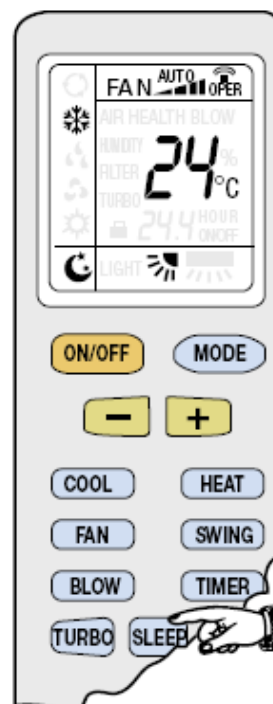 FAN AUTO OPER
AIR HEALTH BLOW
HUMIDITY 24 %
FILTER °C
TURBO
24.4 HOUR ON/OFF
LIGHT
ON/OFF MODE
- +
COOL HEAT
FAN SWING
BLOW TIMER
TURBO SLEEP